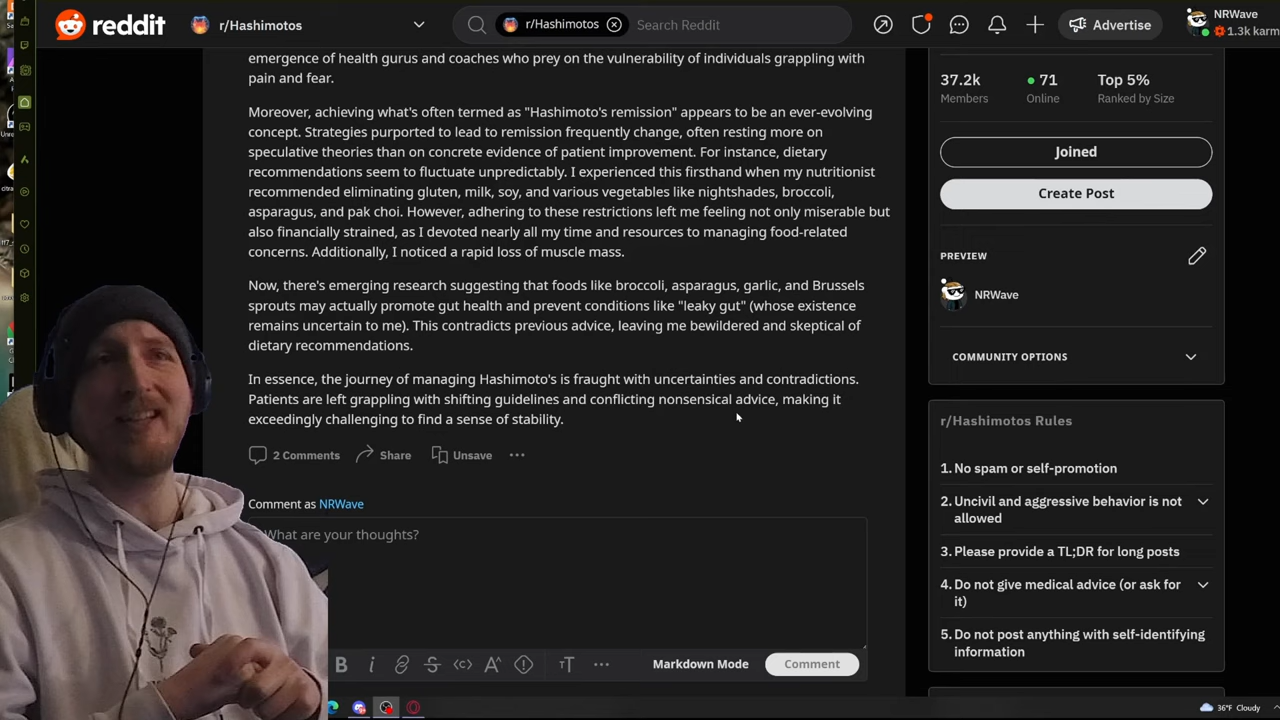 reddit
r/Hashimotos
r/Hashimotos
Search Reddit
Advertise
NRWave
1.3k karm
emergence of health gurus and coaches who prey on the vulnerability of individuals grappling with
pain and fear.
Moreover, achieving what's often termed as "Hashimoto's remission" appears to be an ever-evolving
concept. Strategies purported to lead to remission frequently change, often resting more on
speculative theories than on concrete evidence of patient improvement. For instance, dietary
recommendations seem to fluctuate unpredictably. I experienced this firsthand when my nutritionist
recommended eliminating gluten, milk, soy, and various vegetables like nightshades, broccoli,
asparagus, and pak choi. However, adhering to these restrictions left me feeling not only miserable but
also financially strained, as I devoted nearly all my time and resources to managing food-related
concerns. Additionally, I noticed a rapid loss of muscle mass.
Now, there's emerging research suggesting that foods like broccoli, asparagus, garlic, and Brussels
sprouts may actually promote gut health and prevent conditions like "leaky gut" (whose existence
remains uncertain to me). This contradicts previous advice, leaving me bewildered and skeptical of
dietary recommendations.
In essence, the journey of managing Hashimoto's is fraught with uncertainties and contradictions.
Patients are left grappling with shifting guidelines and conflicting nonsensical advice, making it
exceedingly challenging to find a sense of stability.
2 Comments
Share
Unsave
Comment as NRWave
What are your thoughts?
B
i
Markdown Mode
Comment
37.2k
71
Top 5%
Members
Online
Ranked by Size
Joined
Create Post
PREVIEW
NRWave
COMMUNITY OPTIONS
r/Hashimotos Rules
1. No spam or self-promotion
2. Uncivil and aggressive behavior is not
allowed
3. Please provide a TL;DR for long posts
4. Do not give medical advice (or ask for
it)
5. Do not post anything with self-identifying
information
36°F Cloudy